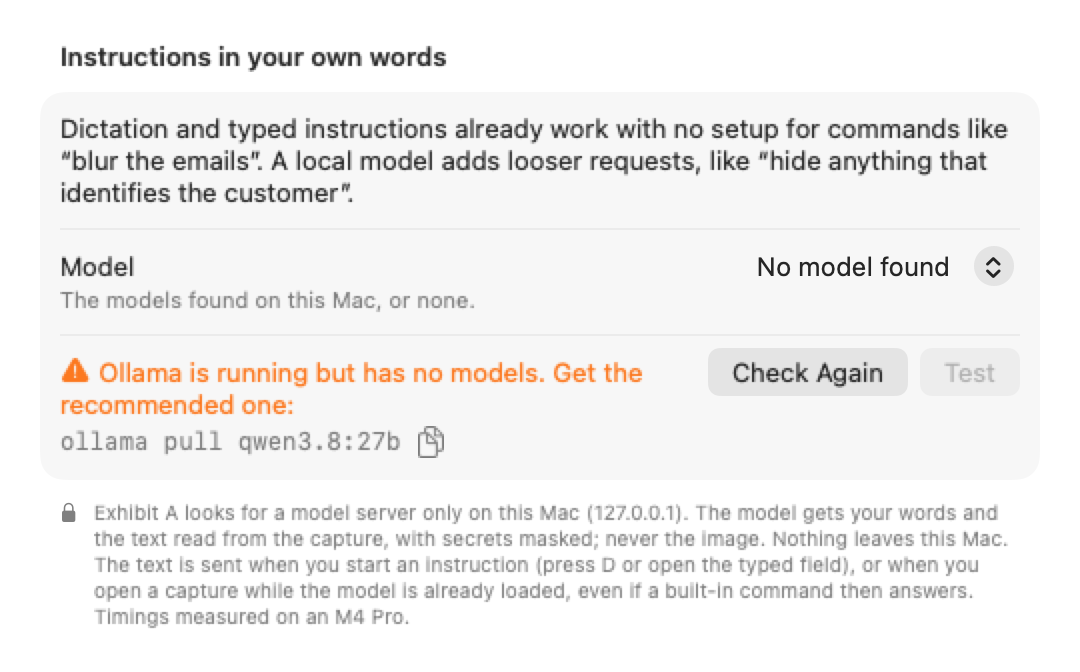 Instructions in your own words
Dictation and typed instructions already work with no setup for commands like
“blur the emails”. A local model adds looser requests, like “hide anything that
identifies the customer”.
Model
No model found
The models found on this Mac, or none.
Ollama is running but has no models. Get the
recommended one:
Check Again
Test
ollama pull qwen3.8:27b
Exhibit A looks for a model server only on this Mac (127.0.0.1). The model gets your words and
the text read from the capture, with secrets masked; never the image. Nothing leaves this Mac.
The text is sent when you start an instruction (press D or open the typed field), or when you
open a capture while the model is already loaded, even if a built-in command then answers.
Timings measured on an M4 Pro.